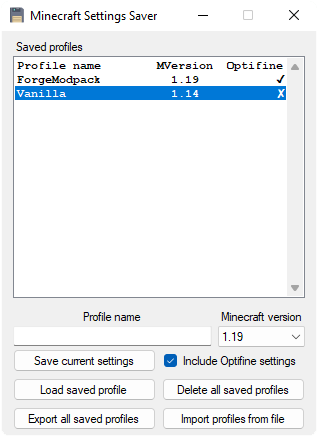 Minecraft Settings Saver
Saved profiles
Profile name MVersion Optifine
ForgeModpack 1.19 ✓
Vanilla 1.14 X
Profile name Minecraft version
1.19
Save current settings Include Optifine settings
Load saved profile Delete all saved profiles
Export all saved profiles Import profiles from file